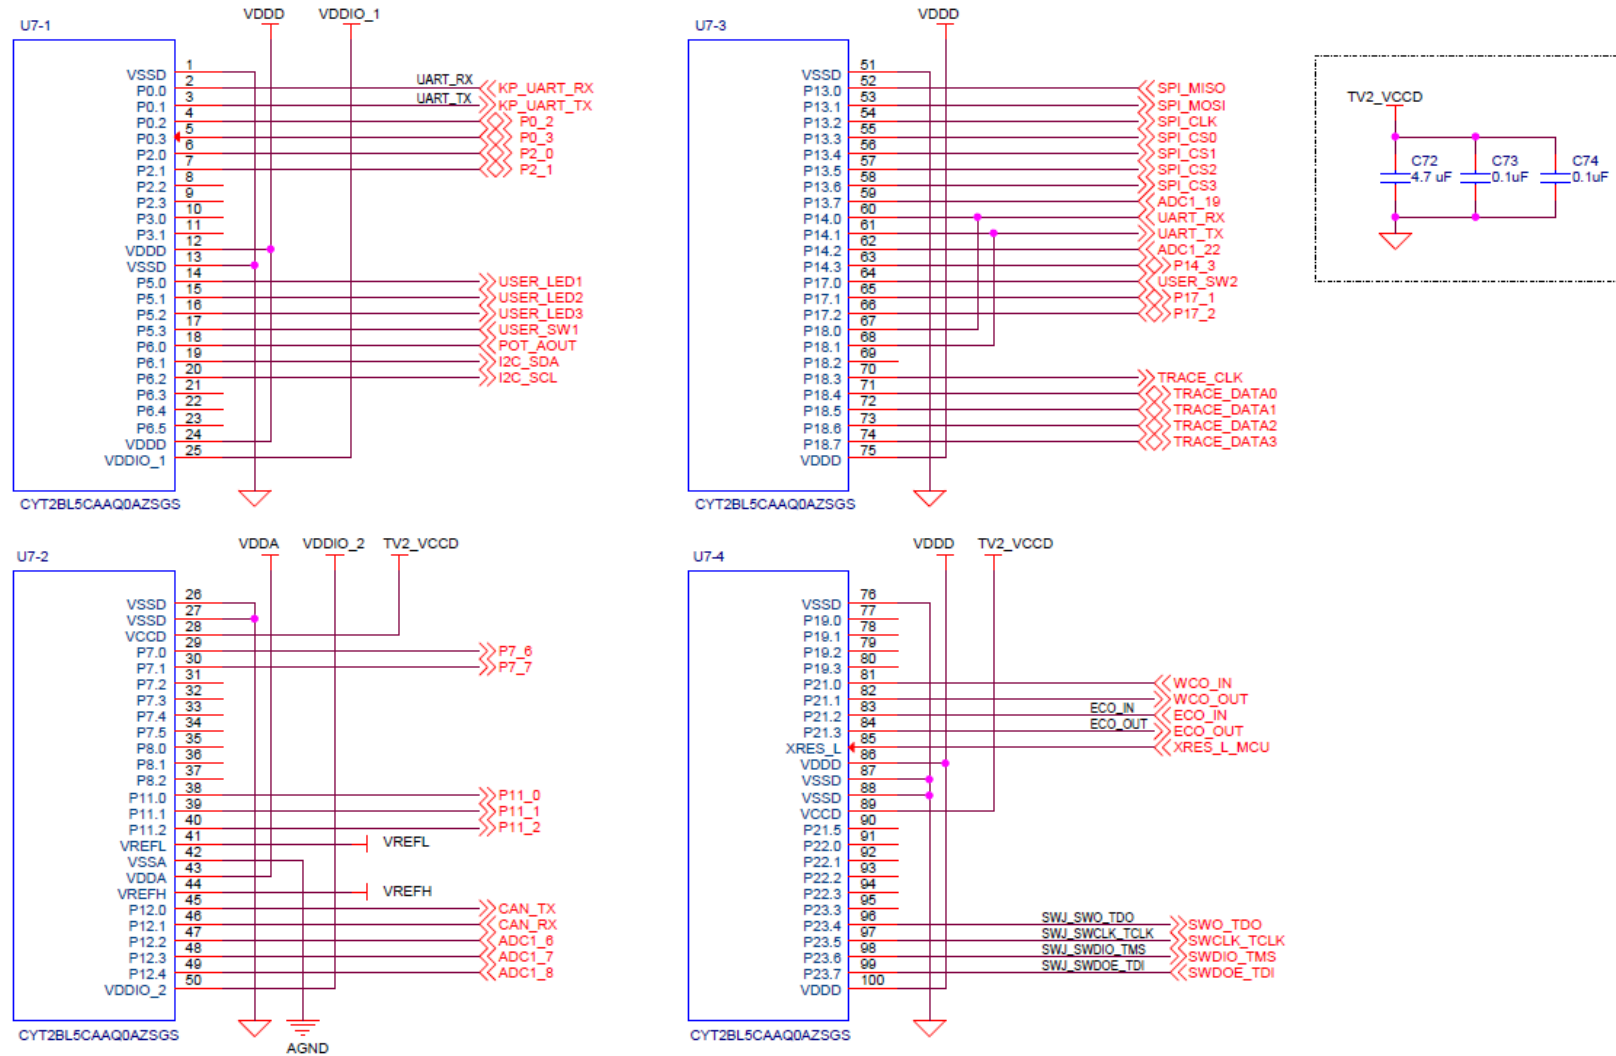 U7-1
VDDD
VDDIO_1
VSSD 1
P0.0 2 UART_RX KP_UART_RX
P0.1 3 UART_TX KP_UART_TX
P0.2 4 P0_2
P0.3 5 P0_3
P2.0 6 P2_0
P2.1 7 P2_1
P2.2 8
P2.3 9
P3.0 10
P3.1 11
VDDD 12
VSSD 13
P5.0 14 USER_LED1
P5.1 15 USER_LED2
P5.2 16 USER_LED3
P5.3 17 USER_SW1
P6.0 18 POT_AOUT
P6.1 19 I2C_SDA
P6.2 20 I2C_SCL
P6.3 21
P6.4 22
P6.5 23
VDDD 24
VDDIO_1 25
CYT2BL5CAAQ0AZSGS
U7-3
VDDD
VSSD 51
P13.0 52 SPI_MISO
P13.1 53 SPI_MOSI
P13.2 54 SPI_CLK
P13.3 55 SPI_CS0
P13.4 56 SPI_CS1
P13.5 57 SPI_CS2
P13.6 58 SPI_CS3
P13.7 59 ADC1_19
P14.0 60 UART_RX
P14.1 61 UART_TX
P14.2 62 ADC1_22
P14.3 63 P14_3
P17.0 64 USER_SW2
P17.1 65 P17_1
P17.2 66 P17_2
P18.0 67
P18.1 68
P18.2 69
P18.3 70 TRACE_CLK
P18.4 71 TRACE_DATA0
P18.5 72 TRACE_DATA1
P18.6 73 TRACE_DATA2
P18.7 74 TRACE_DATA3
VDDD 75
CYT2BL5CAAQ0AZSGS
TV2_VCCD
C72 C73 C74
4.7 uF 0.1uF 0.1uF
U7-2
VDDA
VDDIO_2
TV2_VCCD
VSSD 26
VSSD 27
VCCD 28
P7.0 29 P7_6
P7.1 30 P7_7
P7.2 31
P7.3 32
P7.4 33
P7.5 34
P8.0 35
P8.1 36
P8.2 37
P11.0 38 P11_0
P11.1 39 P11_1
P11.2 40 P11_2
VREFL 41 VREFL
VSSA 42
VDDA 43
VREFH 44 VREFH
P12.0 45 CAN_TX
P12.1 46 CAN_RX
P12.2 47 ADC1_6
P12.3 48 ADC1_7
P12.4 49 ADC1_8
VDDIO_2 50
CYT2BL5CAAQ0AZSGS
AGND
U7-4
VDDD
TV2_VCCD
VSSD 76
P19.0 77
P19.1 78
P19.2 79
P19.3 80
P21.0 81 WCO_IN
P21.1 82 WCO_OUT
P21.2 83 ECO_IN ECO_IN
P21.3 84 ECO_OUT ECO_OUT
XRES_L 85 XRES_L_MCU
VDDD 86
VSSD 87
VSSD 88
VCCD 89
P21.5 90
P22.0 91
P22.1 92
P22.2 93
P22.3 94
P23.3 95
P23.4 96 SWJ_SWO_TDO SWO_TDO
P23.5 97 SWJ_SWCLK_TCLK SWCLK_TCLK
P23.6 98 SWJ_SWDIO_TMS SWDIO_TMS
P23.7 99 SWJ_SWDOE_TDI SWDOE_TDI
VDDD 100
CYT2BL5CAAQ0AZSGS